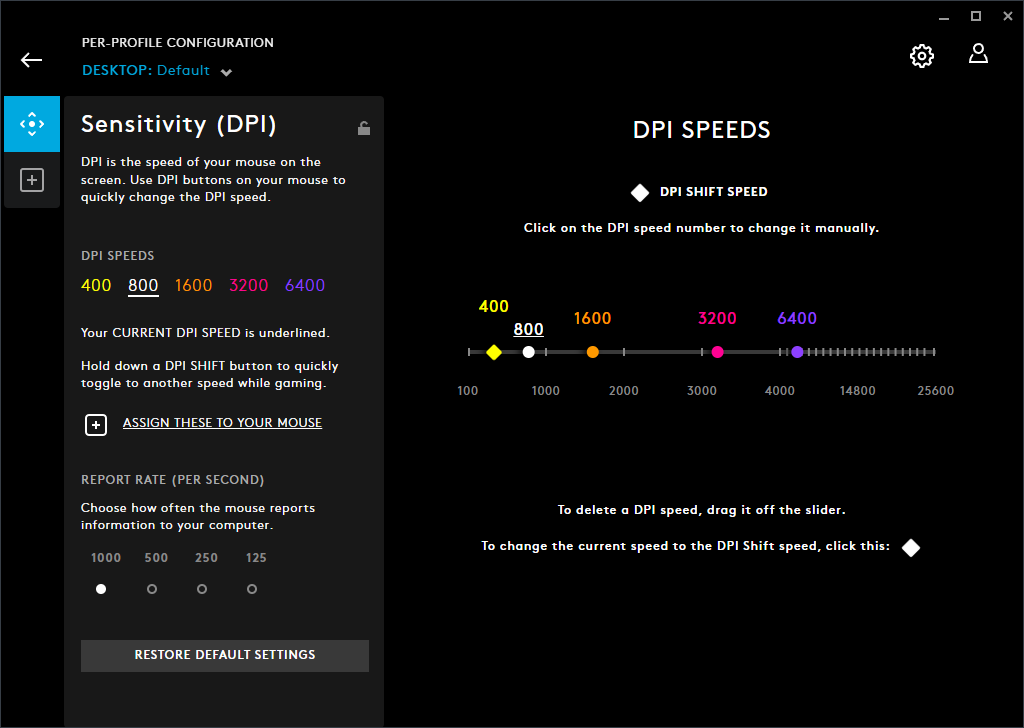 PER-PROFILE CONFIGURATION
DESKTOP: Default
Sensitivity (DPI)
DPI is the speed of your mouse on the
screen. Use DPI buttons on your mouse to
quickly change the DPI speed.
DPI SPEEDS
400 800 1600 3200 6400
Your CURRENT DPI SPEED is underlined.
Hold down a DPI SHIFT button to quickly
toggle to another speed while gaming.
ASSIGN THESE TO YOUR MOUSE
REPORT RATE (PER SECOND)
Choose how often the mouse reports
information to your computer.
1000 500 250 125
RESTORE DEFAULT SETTINGS
DPI SPEEDS
DPI SHIFT SPEED
Click on the DPI speed number to change it manually.
400
800
1600
3200
6400
100 1000 2000 3000 4000 14800 25600
To delete a DPI speed, drag it off the slider.
To change the current speed to the DPI Shift speed, click this: